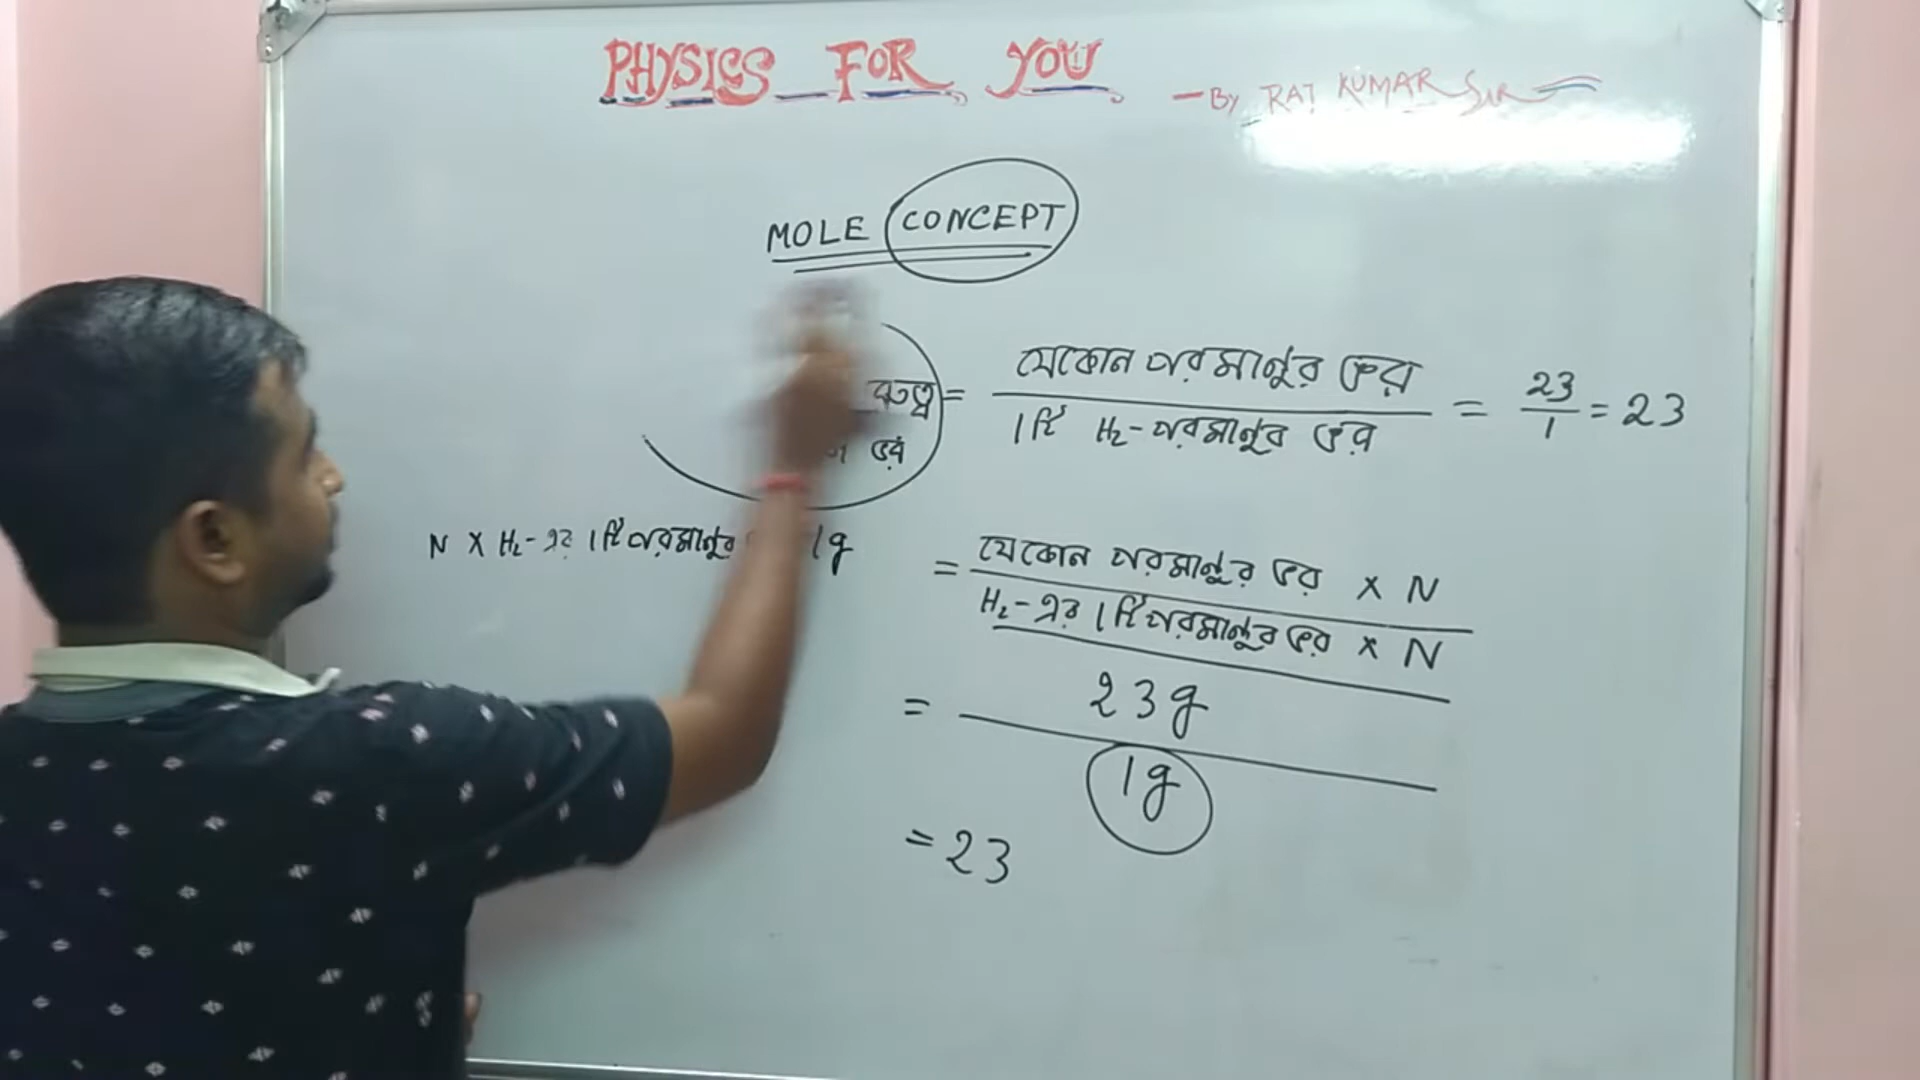 PHYSICS FOR YOU - By RAJ KUMAR SIR
MOLE CONCEPT
= যেকোন পরমানুর ভর / 1টি H₂-পরমানুর ভর = 23/1 = 23
ভর
N X H₂-এর 1টি পরমানুর 1g
= যেকোন পরমানুর ভর x N
H₂-এর 1টি পরমানুর ভর x N
= 23g
1g
= 23